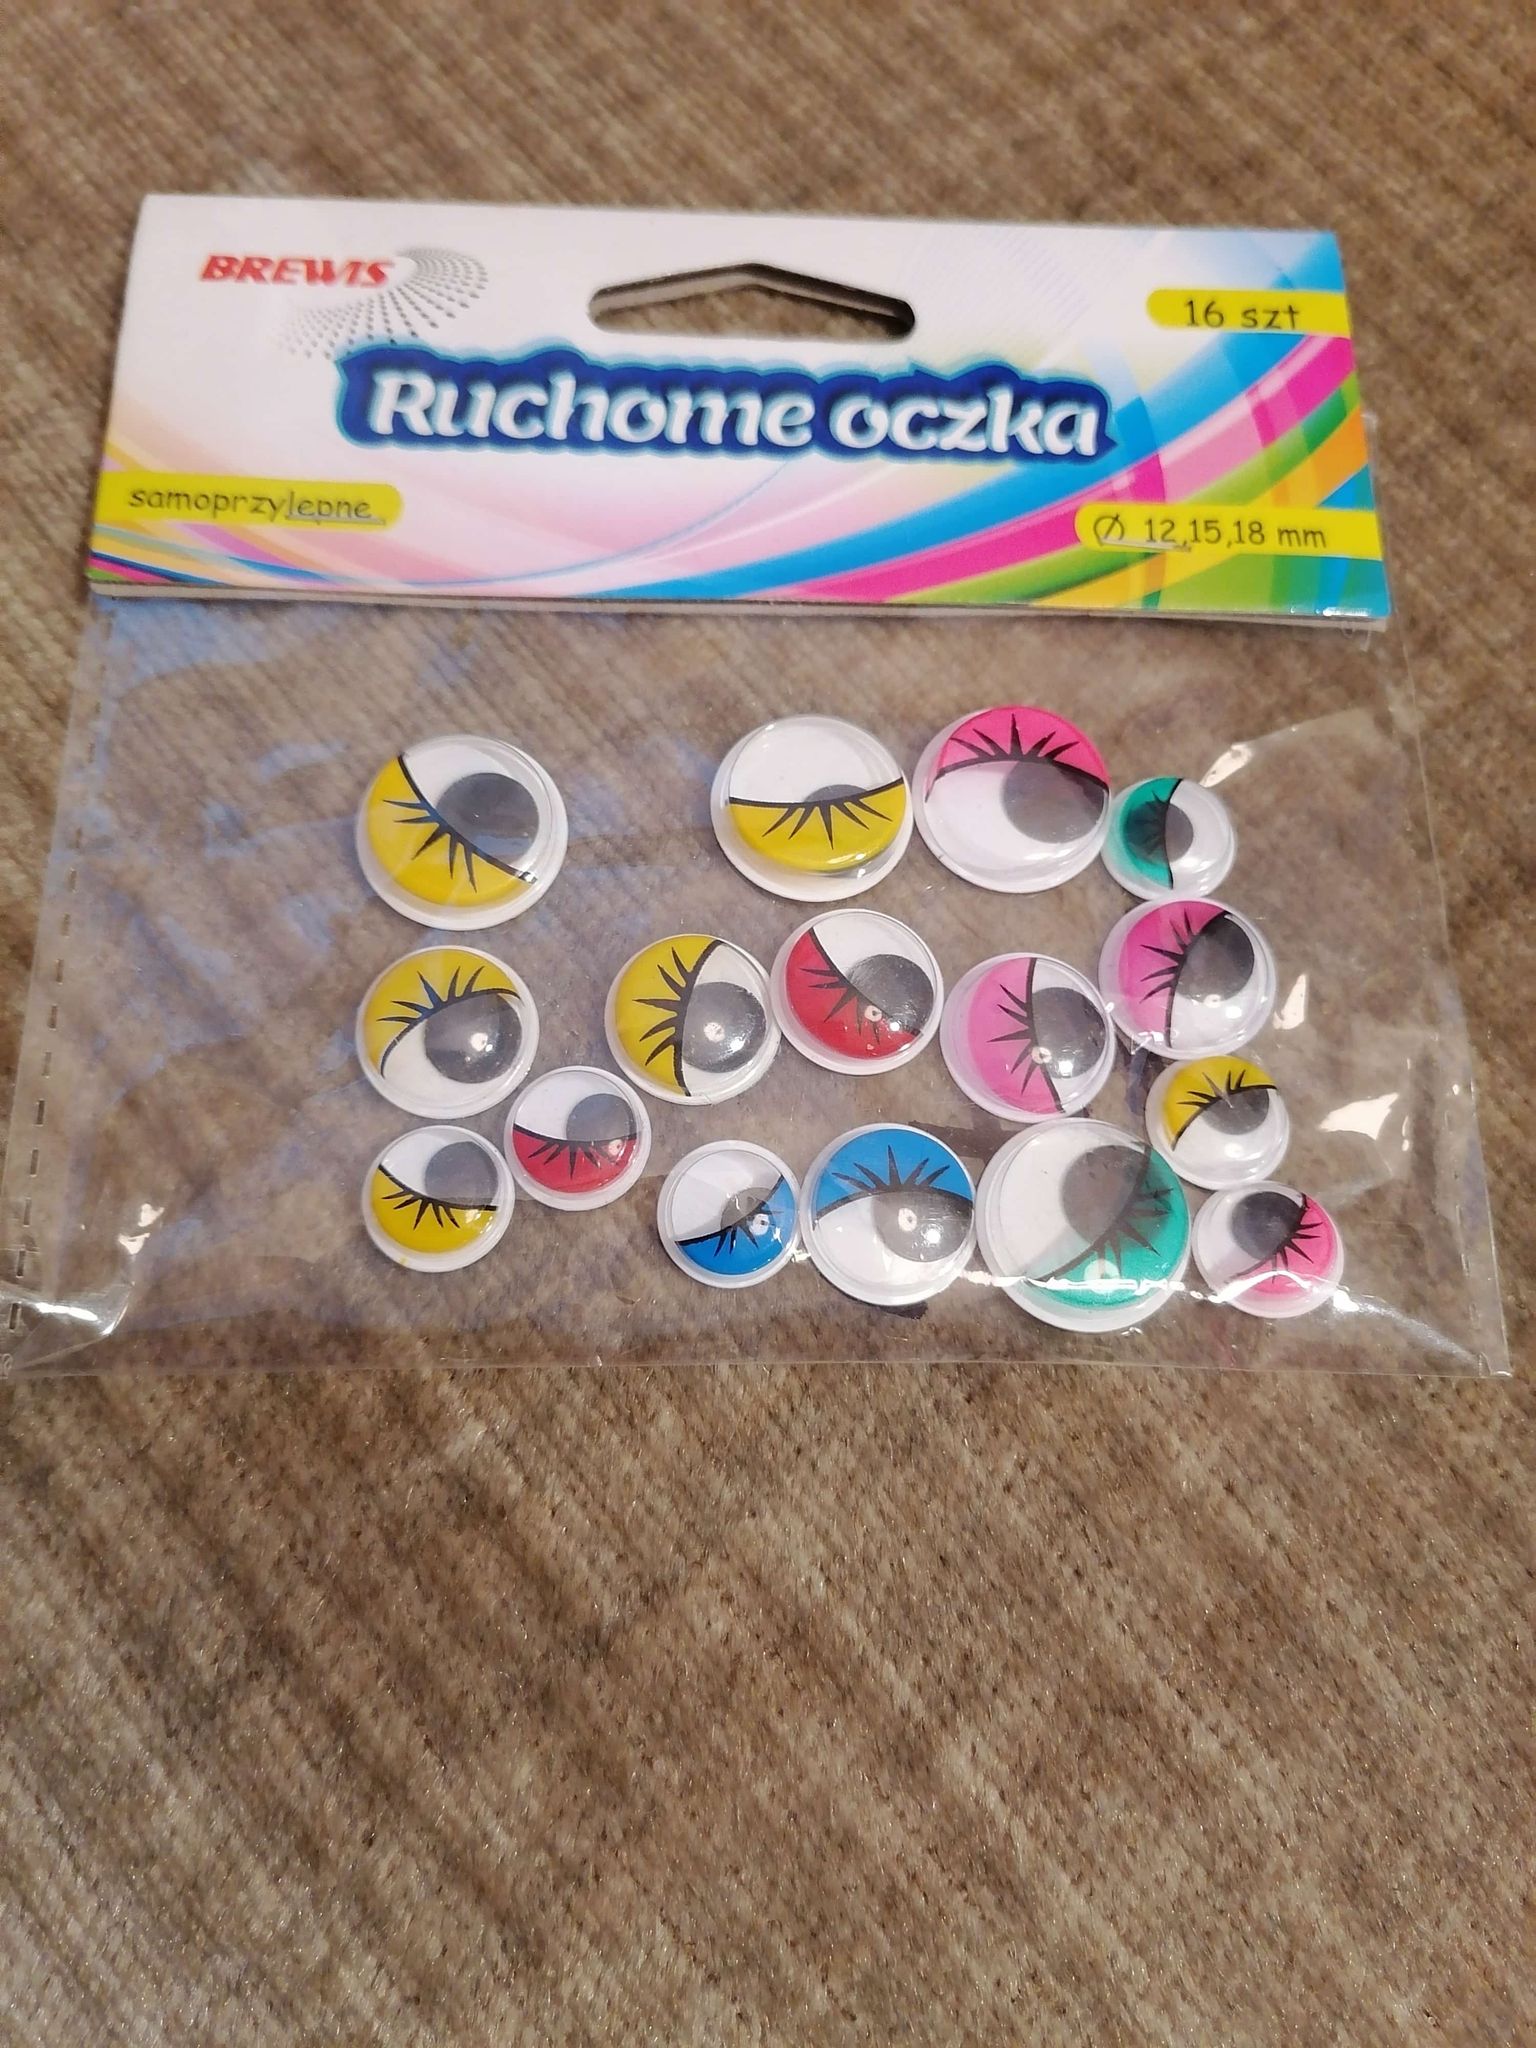 BREWIS
16 szt
Ruchome oczka
samoprzylepne
Ø 12,15,18 mm